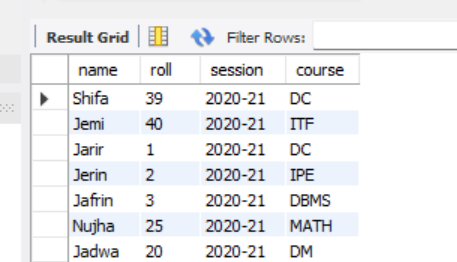 Result Grid Filter Rows:
name roll session course
Shifa 39 2020-21 DC
Jemi 40 2020-21 ITF
Jarir 1 2020-21 DC
Jerin 2 2020-21 IPE
Jafrin 3 2020-21 DBMS
Nujha 25 2020-21 MATH
Jadwa 20 2020-21 DM